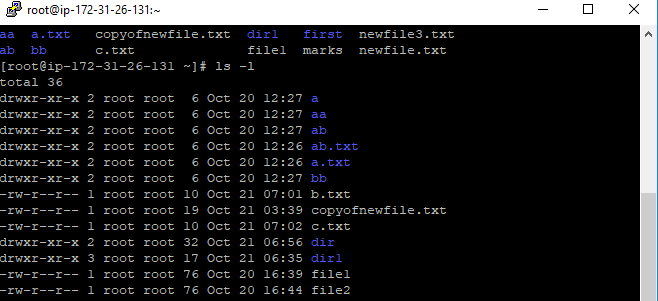 root@ip-172-31-26-131:~
aa a.txt copyofnewfile.txt dir1 first newfile3.txt
ab bb c.txt file1 marks newfile.txt
[root@ip-172-31-26-131 ~]# ls -l
total 36
drwxr-xr-x 2 root root 6 Oct 20 12:27 a
drwxr-xr-x 2 root root 6 Oct 20 12:27 aa
drwxr-xr-x 2 root root 6 Oct 20 12:27 ab
drwxr-xr-x 2 root root 6 Oct 20 12:26 ab.txt
drwxr-xr-x 2 root root 6 Oct 20 12:26 a.txt
drwxr-xr-x 2 root root 6 Oct 20 12:27 bb
-rw-r--r-- 1 root root 10 Oct 21 07:01 b.txt
-rw-r--r-- 1 root root 19 Oct 21 03:39 copyofnewfile.txt
-rw-r--r-- 1 root root 10 Oct 21 07:02 c.txt
drwxr-xr-x 2 root root 32 Oct 21 06:56 dir
drwxr-xr-x 3 root root 17 Oct 21 06:35 dir1
-rw-r--r-- 1 root root 76 Oct 20 16:39 file1
-rw-r--r-- 1 root root 76 Oct 20 16:44 file2